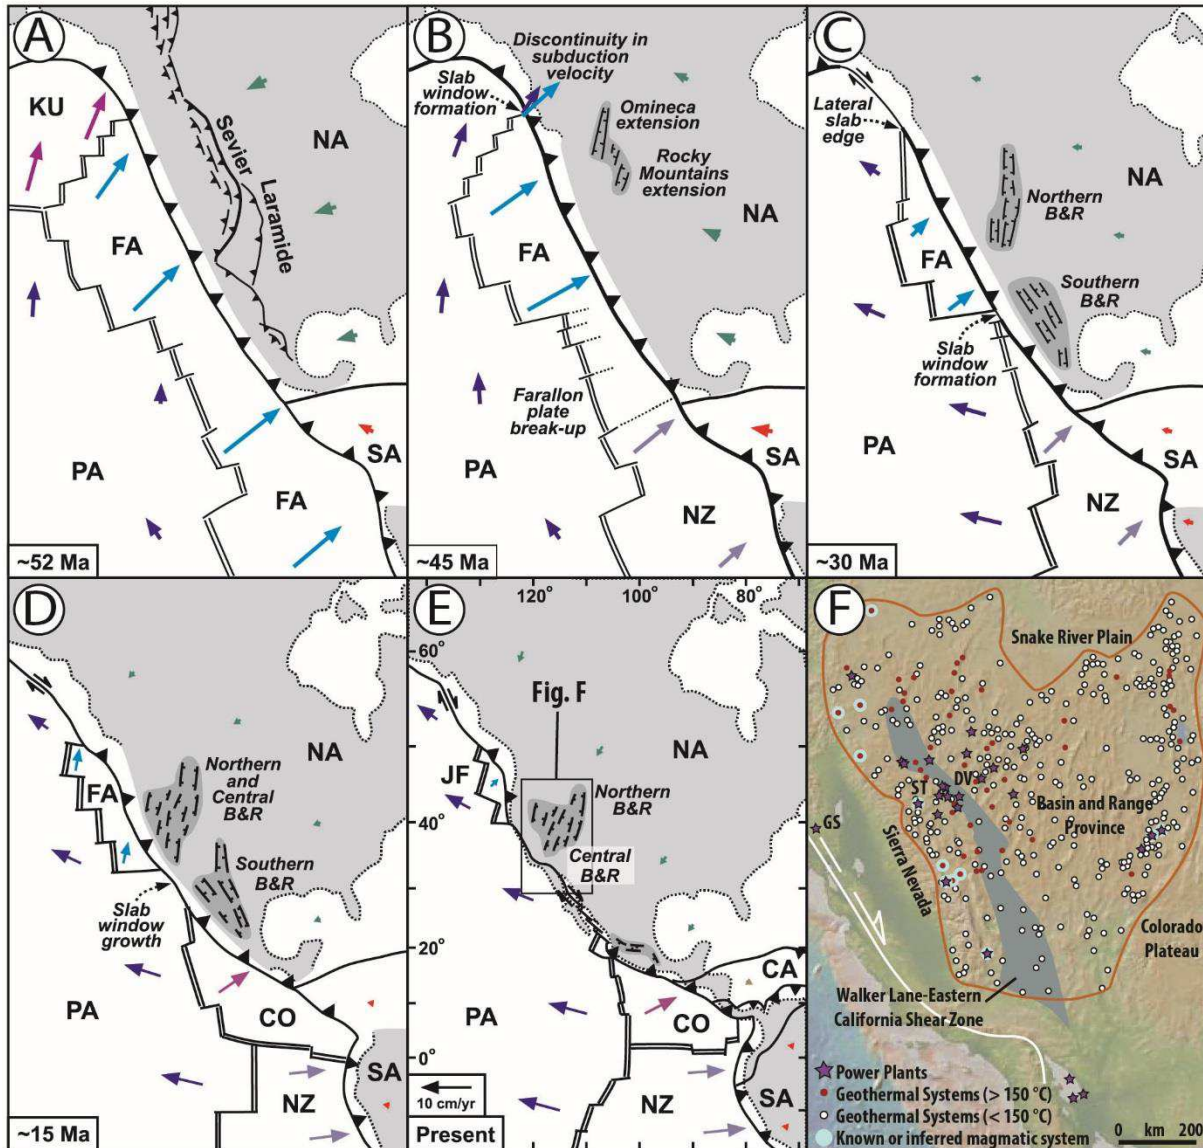 A
KU
Sevier
NA
Laramide
FA
PA
FA
SA
~52 Ma
B
Discontinuity in
subduction
velocity
Slab
window
formation
Omineca
extension
Rocky
Mountains
extension
NA
FA
Farallon
plate
break-up
PA
SA
NZ
~45 Ma
C
Lateral
slab
edge
NA
Northern
B&R
FA
Southern
B&R
Slab
window
formation
PA
SA
NZ
~30 Ma
D
NA
Northern
and
Central
B&R
FA
Southern
B&R
Slab
window
growth
PA
CO
SA
NZ
~15 Ma
E
120° 100° 80°
60°
Fig. F
NA
JF
Northern
B&R
40°
Central
B&R
20°
CA
PA
CO
0°
10 cm/yr
SA
NZ
Present
F
Snake River Plain
ST
DV
Basin and Range
Province
GS
Sierra Nevada
Colorado
Plateau
Walker Lane-Eastern
California Shear Zone
Power Plants
Geothermal Systems (> 150 °C)
Geothermal Systems (< 150 °C)
Known or inferred magmatic system
0 km 200